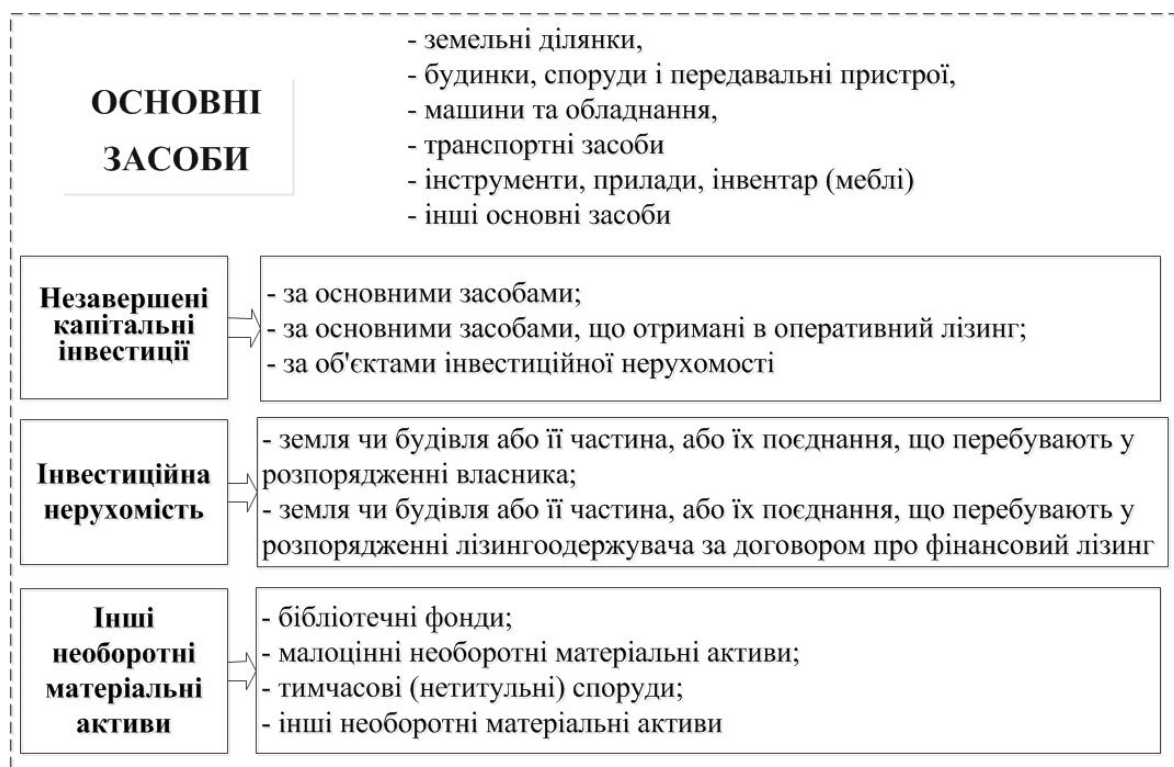 ОСНОВНІ
ЗАСОБИ
- земельні ділянки,
- будинки, споруди і передавальні пристрої,
- машини та обладнання,
- транспортні засоби
- інструменти, прилади, інвентар (меблі)
- інші основні засоби
Незавершені
капітальні
інвестиції
- за основними засобами;
- за основними засобами, що отримані в оперативний лізинг;
- за об'єктами інвестиційної нерухомості
Інвестиційна
нерухомість
- земля чи будівля або її частина, або їх поєднання, що перебувають у
розпорядженні власника;
- земля чи будівля або її частина, або їх поєднання, що перебувають у
розпорядженні лізингоодержувача за договором про фінансовий лізинг
Інші
необоротні
матеріальні
активи
- бібліотечні фонди;
- малоцінні необоротні матеріальні активи;
- тимчасові (нетитульні) споруди;
- інші необоротні матеріальні активи